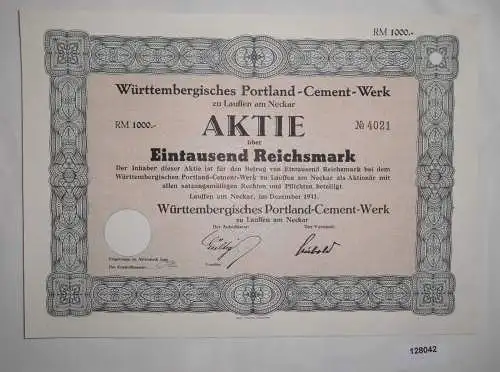 RM 1000.-
Württembergisches Portland-Cement-Werk
zu Lauffen am Neckar
RM 1000.- AKTIE № 4021
über
Eintausend Reichsmark
Der Inhaber dieser Aktie ist für den Betrag von Eintausend Reichsmark bei dem
Württembergischen Portland-Cement-Werk zu Lauffen am Neckar als Aktionär mit
allen satzungsmäßigen Rechten und Pflichten beteiligt.
Lauffen am Neckar, im Dezember 1941.
Württembergisches Portland-Cement-Werk
zu Lauffen am Neckar
Der Aufsichtsrat: Der Vorstand:
128042